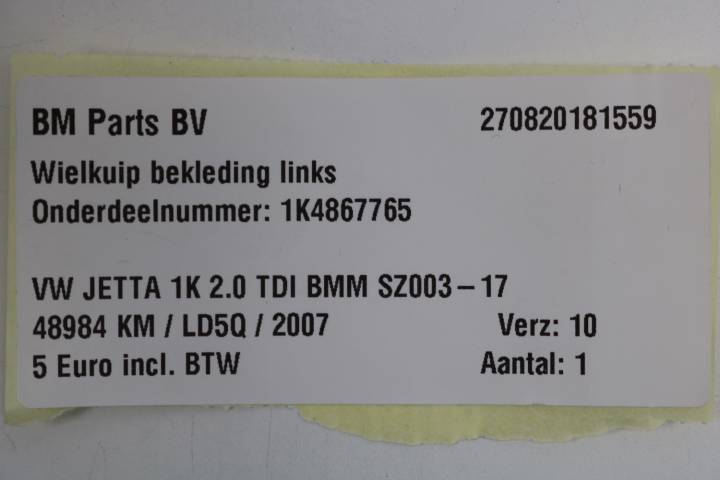 BM Parts BV 270820181559
Wielkuip bekleding links
Onderdeelnummer: 1K4867765
VW JETTA 1K 2.0 TDI BMM SZ003-17
48984 KM / LD5Q / 2007 Verz: 10
5 Euro incl. BTW Aantal: 1